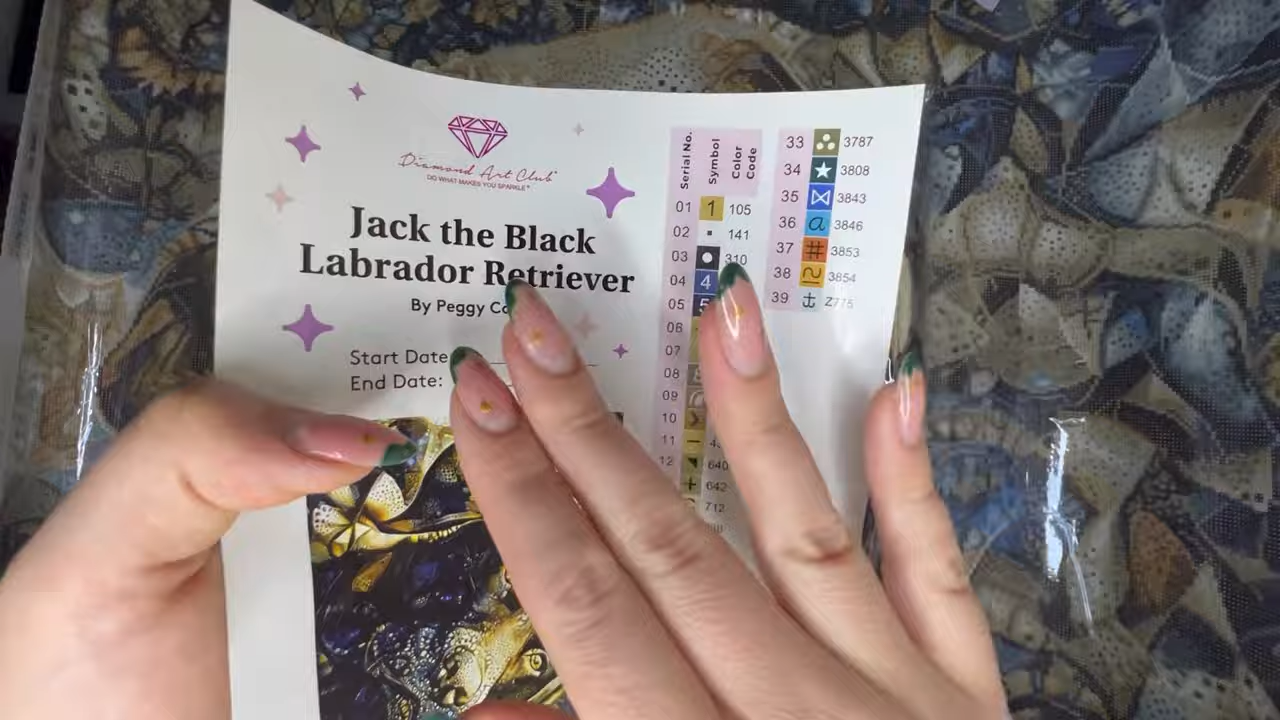 Diamond Art Club
DO WHAT MAKES YOU SPARKLE
Jack the Black
Labrador Retriever
By Peggy
Start Date
End Date:
Serial No. Symbol Color Code
01 1 105
02 141
03 310
04 4
05 5
06
07
08
09
10
11
12 640
+ 642
712
33 3787
34 3808
35 3843
36 a 3846
37 # 3853
38 3854
39 Z775